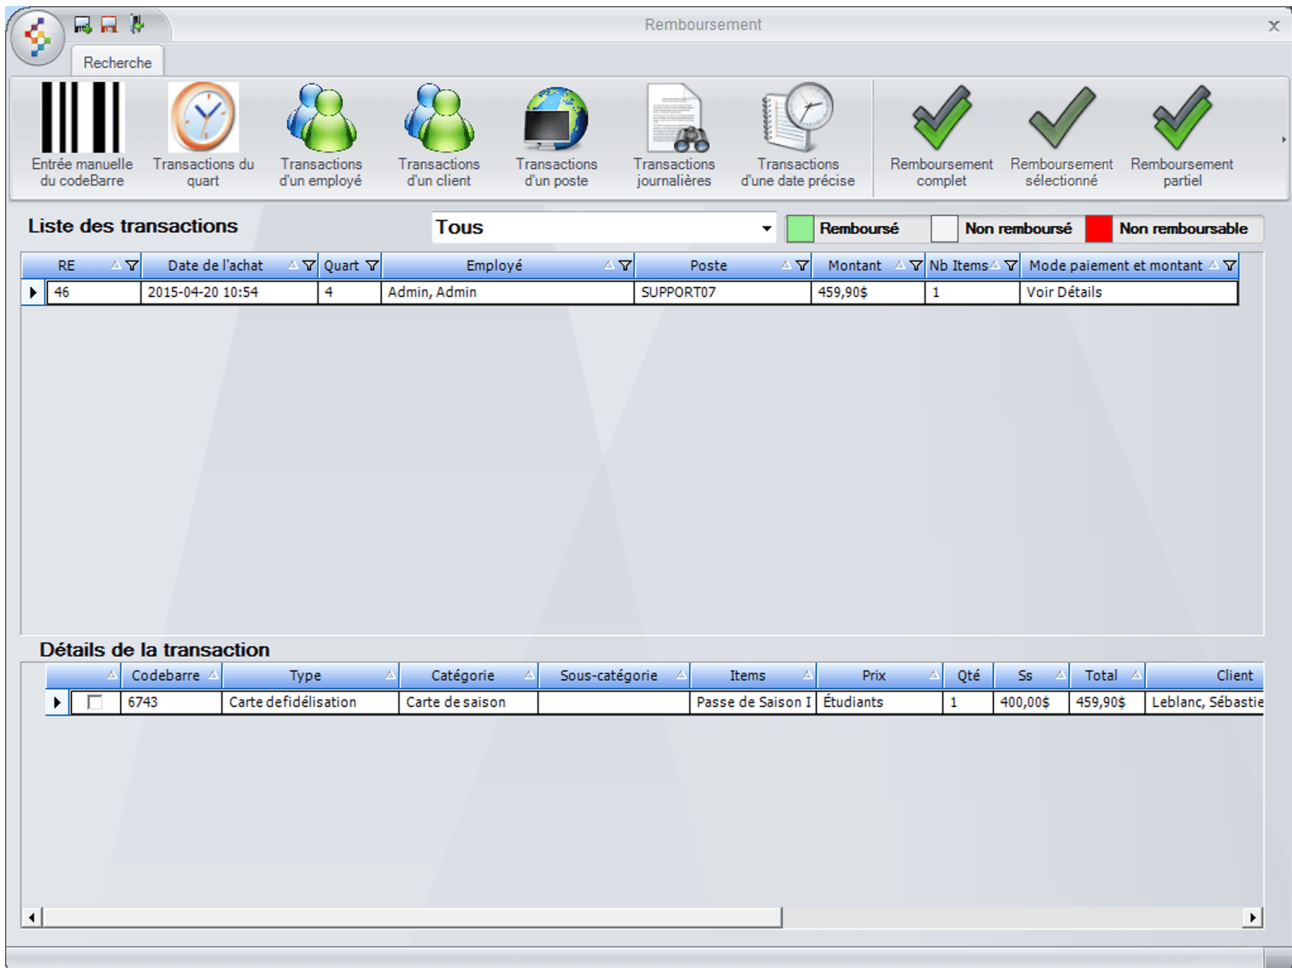 Remboursement
x
Recherche
Entrée manuelle du codeBarre
Transactions du quart
Transactions d'un employé
Transactions d'un client
Transactions d'un poste
Transactions journalières
Transactions d'une date précise
Remboursement complet
Remboursement sélectionné
Remboursement partiel
Liste des transactions
Tous
Remboursé
Non remboursé
Non remboursable
RE Date de l'achat Quart Employé Poste Montant Nb Items Mode paiement et montant
46 2015-04-20 10:54 4 Admin, Admin SUPPORT07 459,90$ 1 Voir Détails
Détails de la transaction
Codebarre Type Catégorie Sous-catégorie Items Prix Qté Ss Total Client
6743 Carte de fidélisation Carte de saison Passe de Saison I Étudiants 1 400,00$ 459,90$ Leblanc, Sébastie